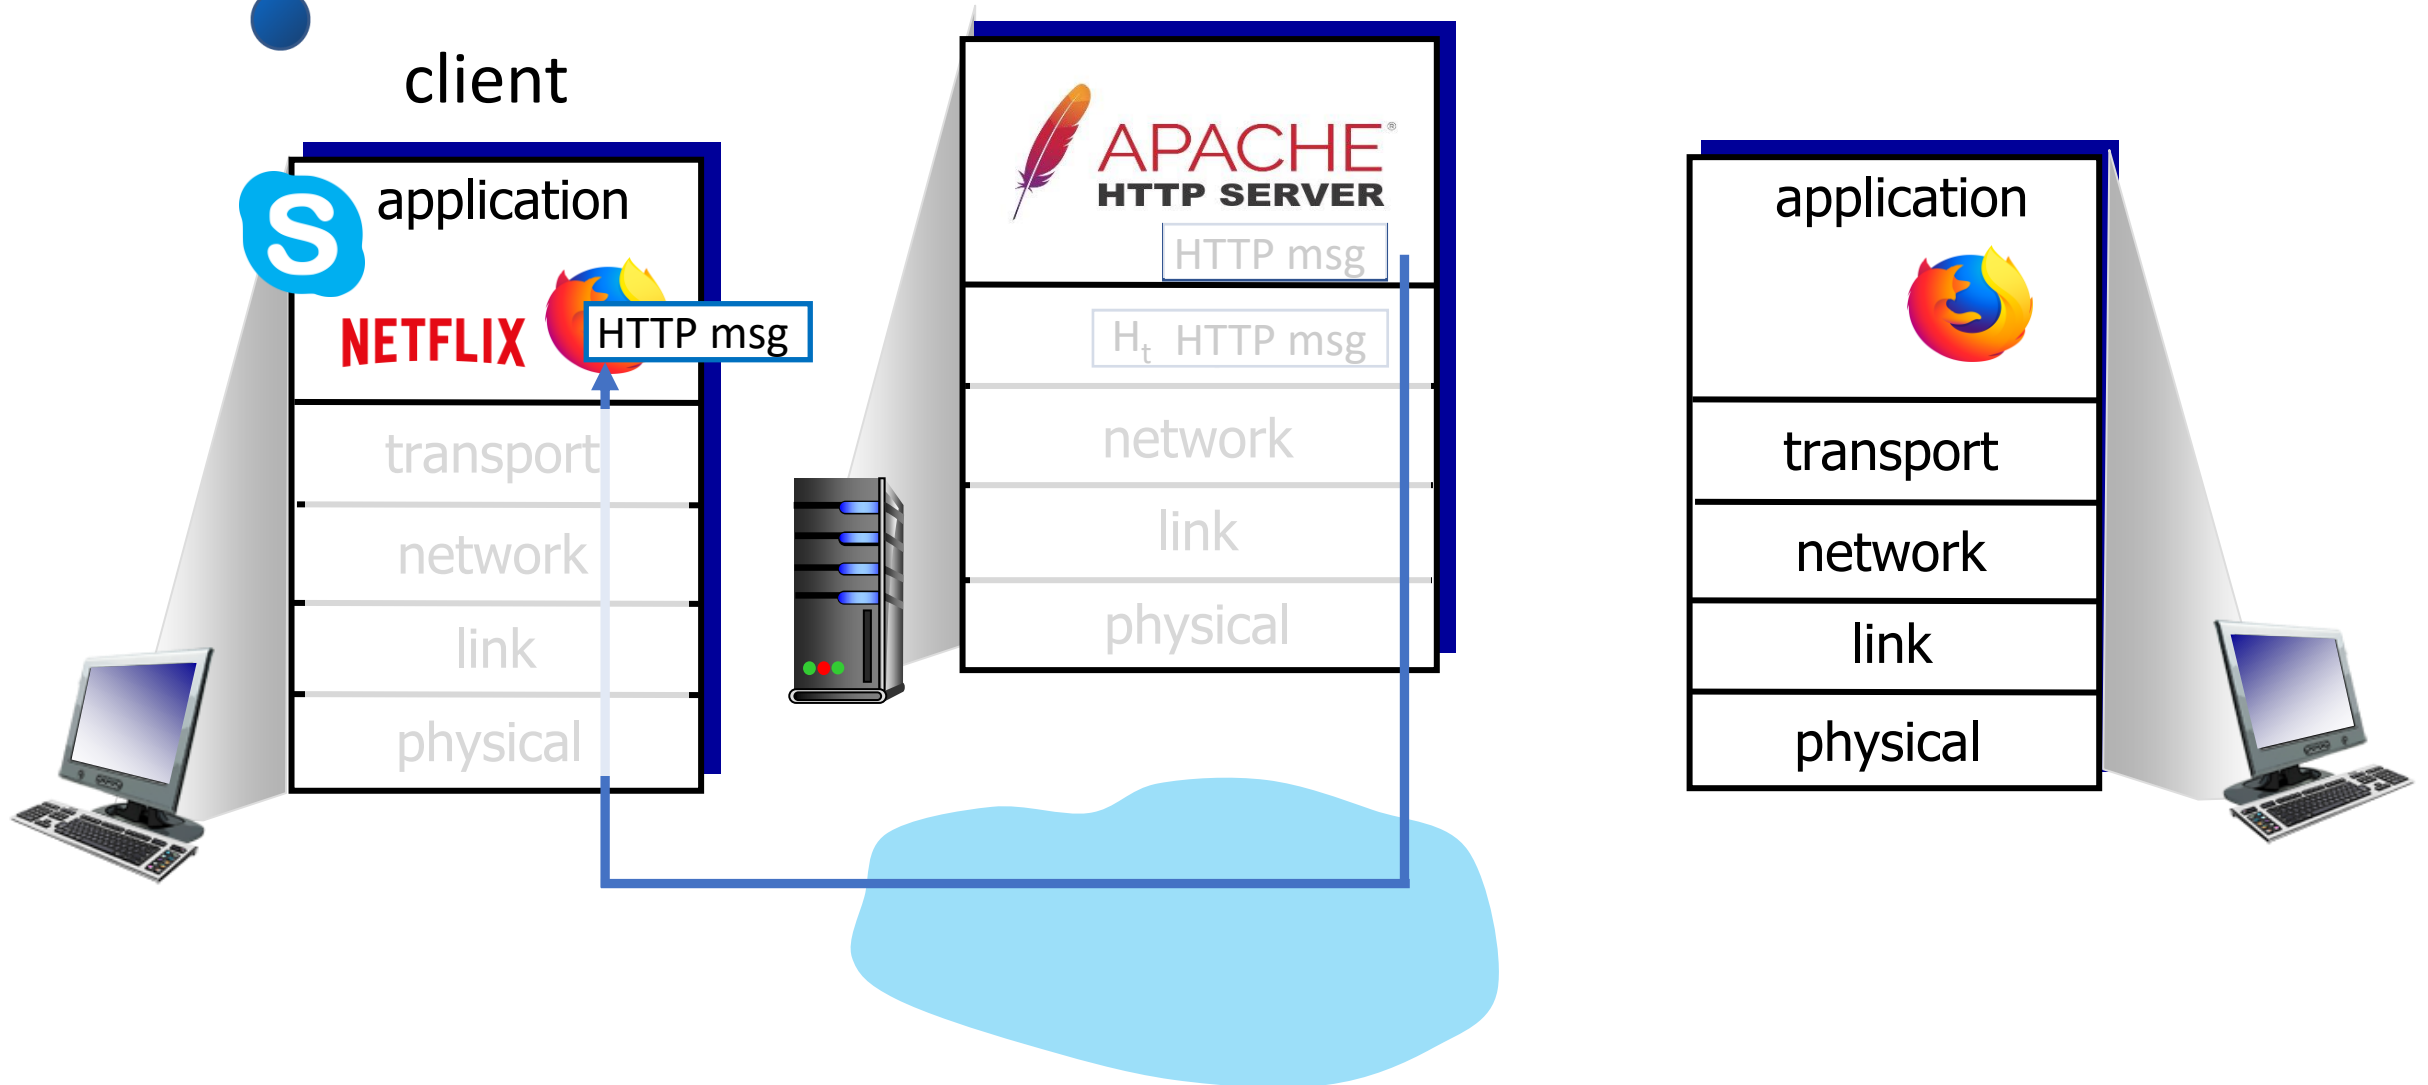 client
application
NETFLIX
HTTP msg
transport
network
link
physical
APACHE®
HTTP SERVER
HTTP msg
Ht HTTP msg
network
link
physical
application
transport
network
link
physical